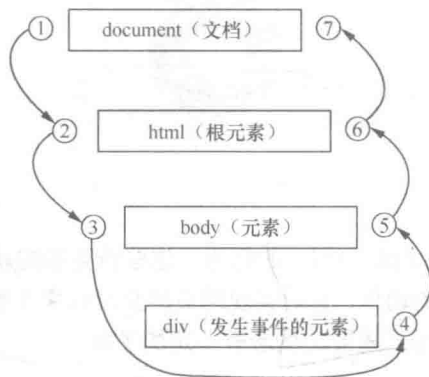 ① document（文档） ⑦
② html（根元素） ⑥
③ body（元素） ⑤
div（发生事件的元素） ④